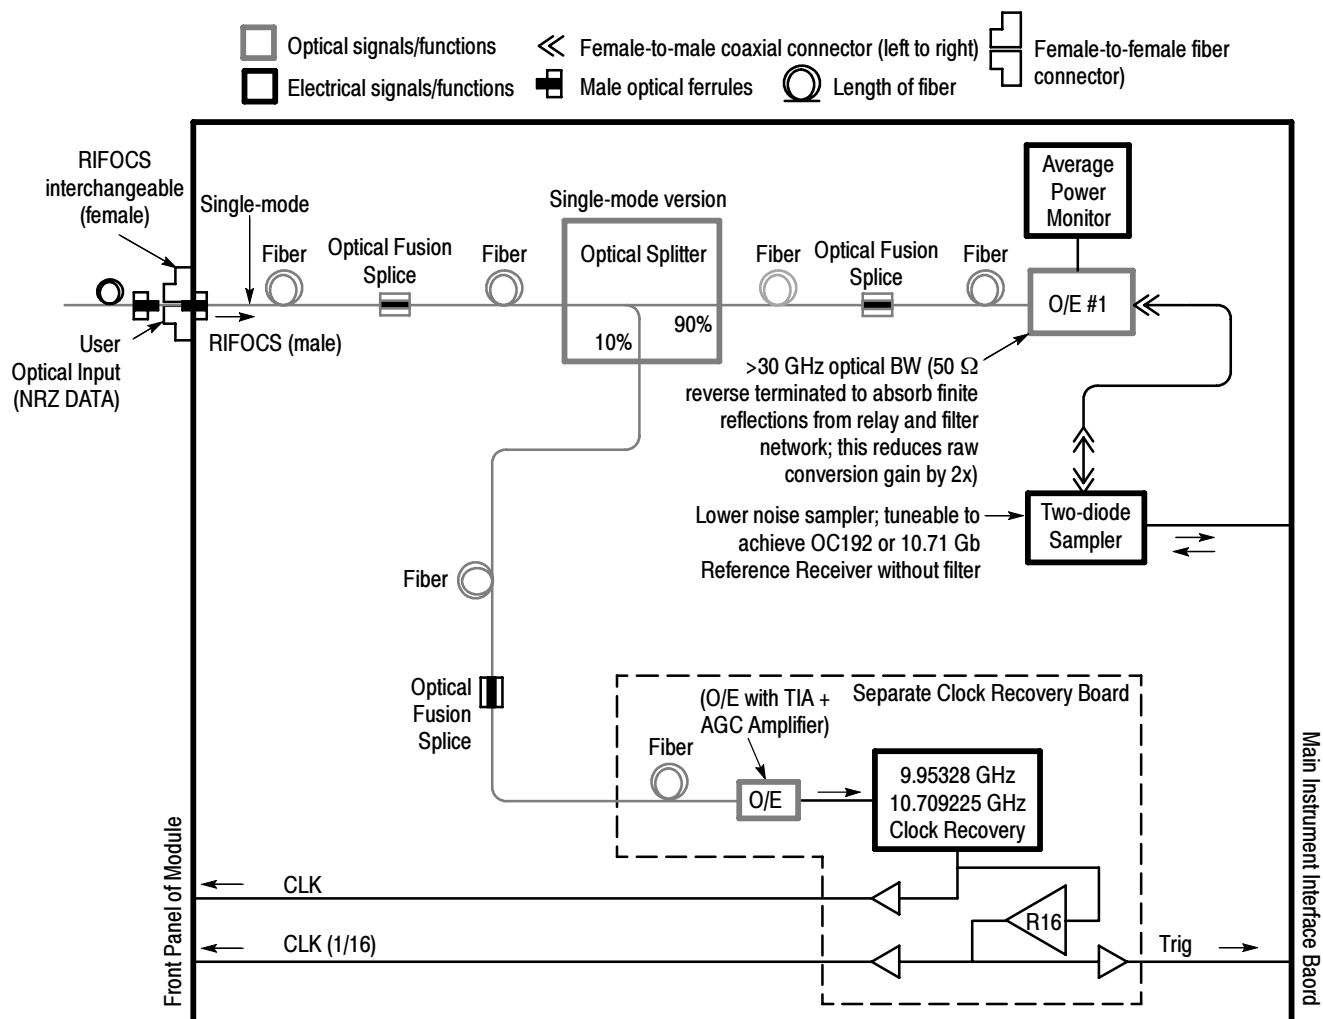 Optical signals/functions
Electrical signals/functions
Female-to-male coaxial connector (left to right)
Male optical ferrules
Length of fiber
Female-to-female fiber
connector)
RIFOCS
interchangeable
(female)
Single-mode
Fiber
Optical Fusion
Splice
Fiber
Single-mode version
Optical Splitter
90%
10%
Fiber
Optical Fusion
Splice
Fiber
Average
Power
Monitor
O/E #1
User
Optical Input
(NRZ DATA)
RIFOCS (male)
>30 GHz optical BW (50 Ω
reverse terminated to absorb finite
reflections from relay and filter
network; this reduces raw
conversion gain by 2x)
Lower noise sampler; tuneable to
achieve OC192 or 10.71 Gb
Reference Receiver without filter
Two-diode
Sampler
Fiber
Optical
Fusion
Splice
Separate Clock Recovery Board
(O/E with TIA +
AGC Amplifier)
Fiber
O/E
9.95328 GHz
10.709225 GHz
Clock Recovery
CLK
R16
CLK (1/16)
Trig
Front Panel of Module
Main Instrument Interface Baord